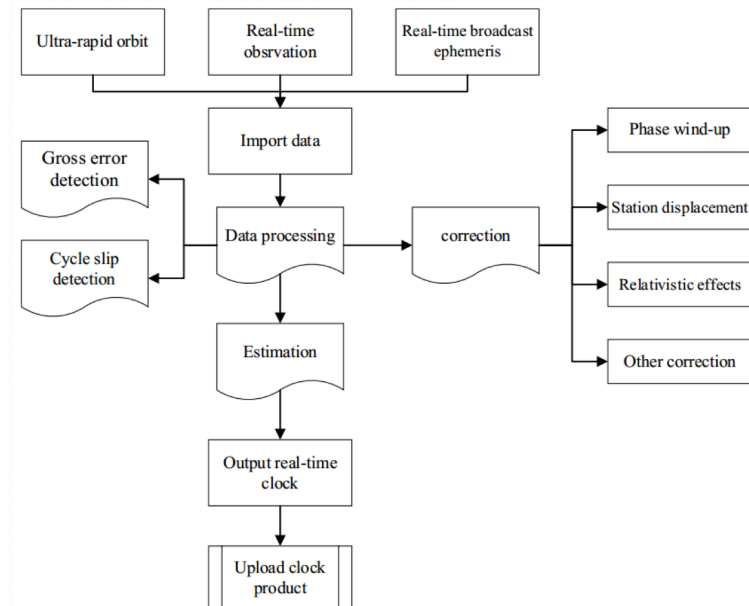 Ultra-rapid orbit
Real-time
obsrvation
Real-time broadcast
ephemeris
Import data
Phase wind-up
Gross error
detection
Data processing
correction
Station displacement
Cycle slip
detection
Relativistic effects
Estimation
Other correction
Output real-time
clock
Upload clock
product